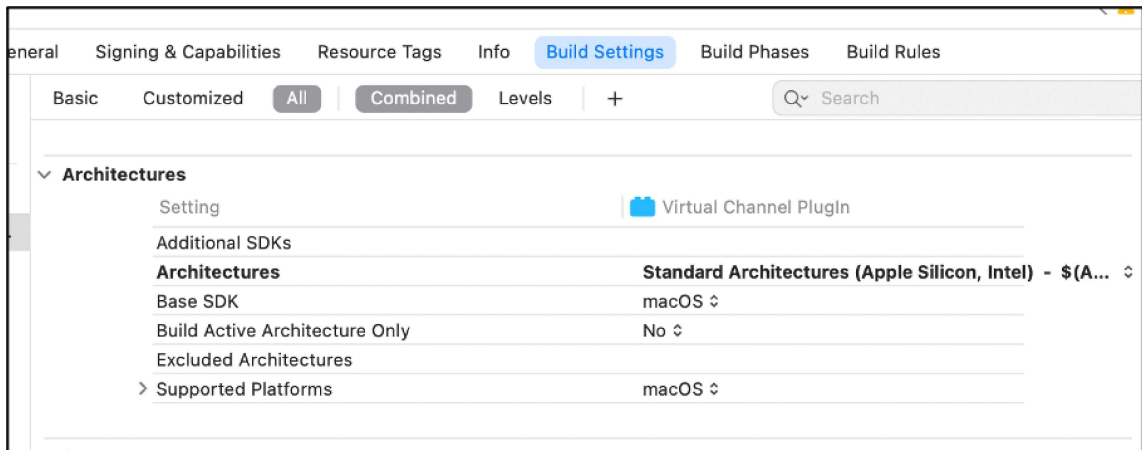 eneral Signing & Capabilities Resource Tags Info Build Settings Build Phases Build Rules
Basic Customized All Combined Levels + Search
Architectures
Setting Virtual Channel PlugIn
Additional SDKs
Architectures Standard Architectures (Apple Silicon, Intel) - $(A...
Base SDK macOS
Build Active Architecture Only No
Excluded Architectures
Supported Platforms macOS